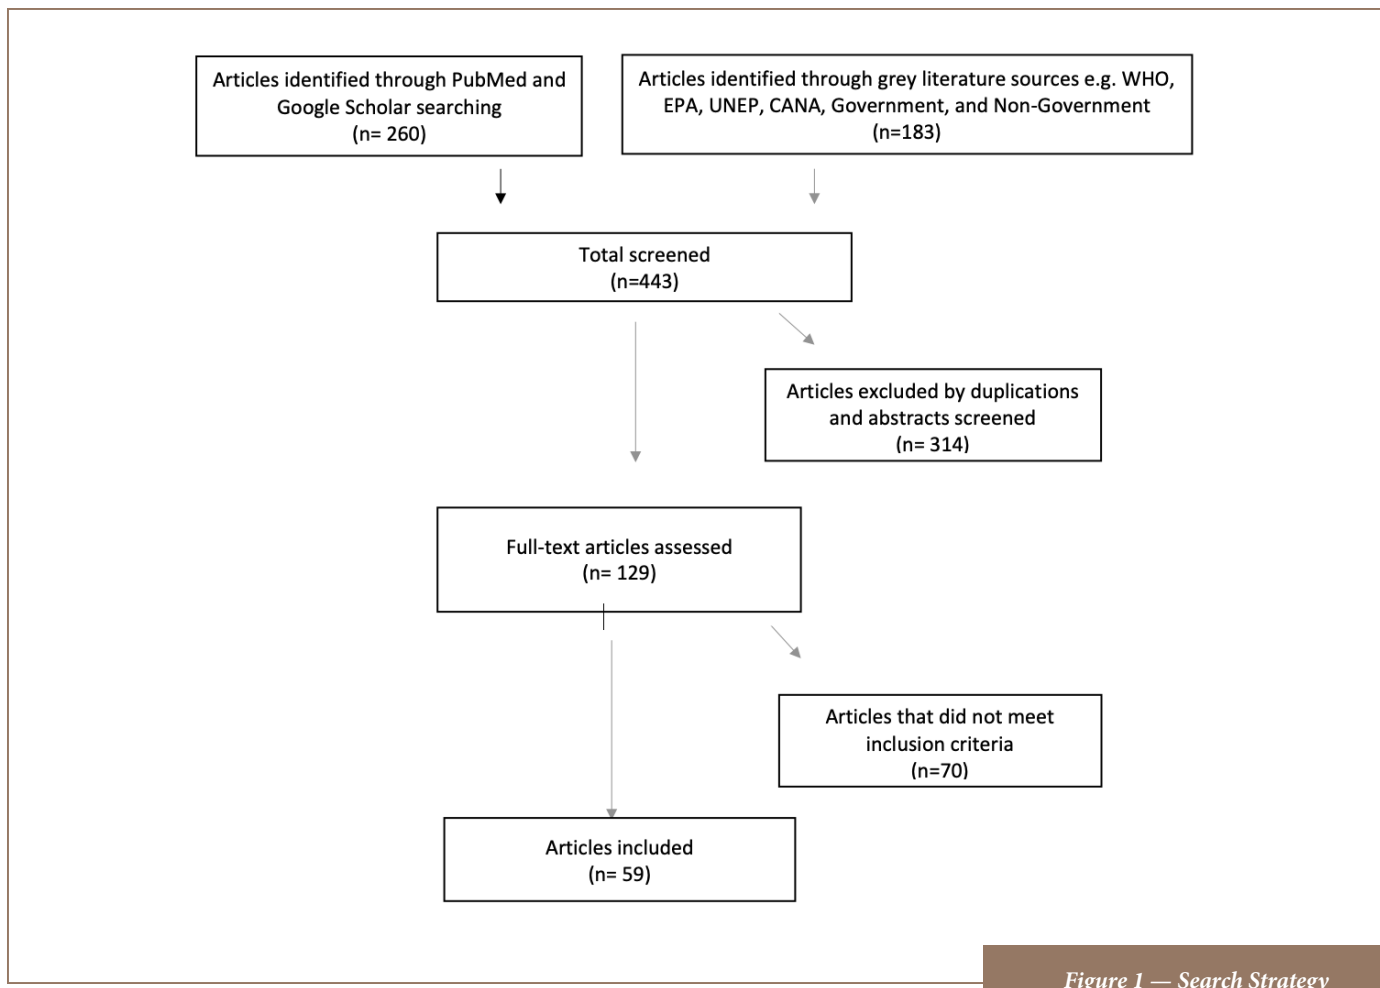 Articles identified through PubMed and
Google Scholar searching
(n= 260)
Articles identified through grey literature sources e.g. WHO,
EPA, UNEP, CANA, Government, and Non-Government
(n=183)
Total screened
(n=443)
Articles excluded by duplications
and abstracts screened
(n= 314)
Full-text articles assessed
(n= 129)
Articles that did not meet
inclusion criteria
(n=70)
Articles included
(n= 59)
Figure 1 — Search Strategy